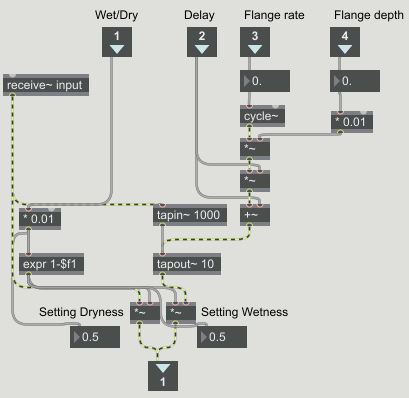 Wet/Dry Delay Flange rate Flange depth
1 2 3 4
receive~ input 0. 0.
cycle~ * 0.01
*~
*~
* 0.01 tapin~ 1000 +~
expr 1-$f1 tapout~ 10
Setting Dryness *~ *~ Setting Wetness
0.5 0.5
1